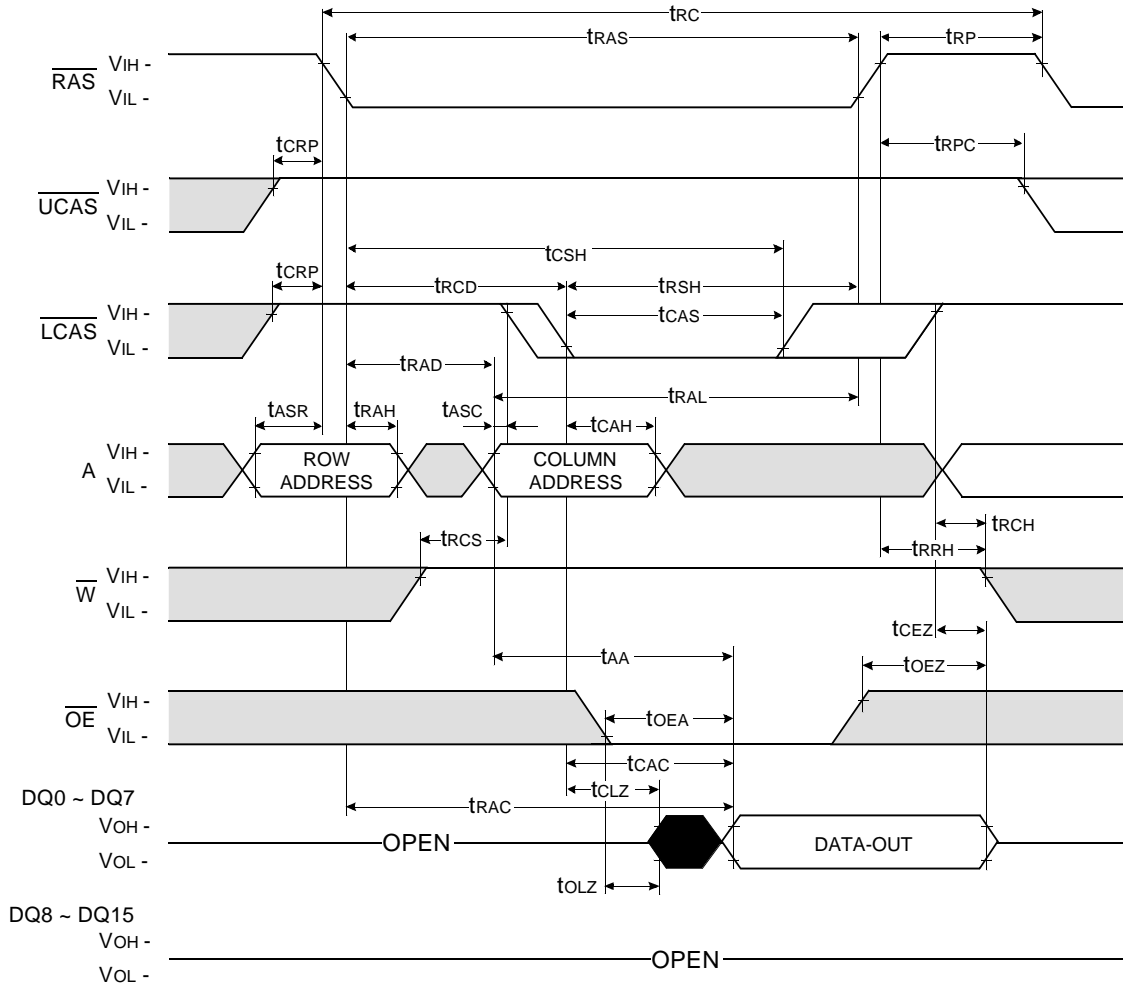 tRC
tRAS
tRP
RAS
VIH -
VIL -
tCRP
tRPC
UCAS
VIH -
VIL -
tCSH
tCRP
tRCD
tRSH
LCAS
VIH -
VIL -
tCAS
tRAD
tRAL
tASR
tRAH
tASC
tCAH
A
VIH -
VIL -
ROW
ADDRESS
COLUMN
ADDRESS
tRCS
tRCH
tRRH
W
VIH -
VIL -
tCEZ
tAA
tOEZ
OE
VIH -
VIL -
tOEA
tCAC
tCLZ
DQ0 ~ DQ7
tRAC
VOH -
VOL -
OPEN
DATA-OUT
tOLZ
DQ8 ~ DQ15
VOH -
VOL -
OPEN